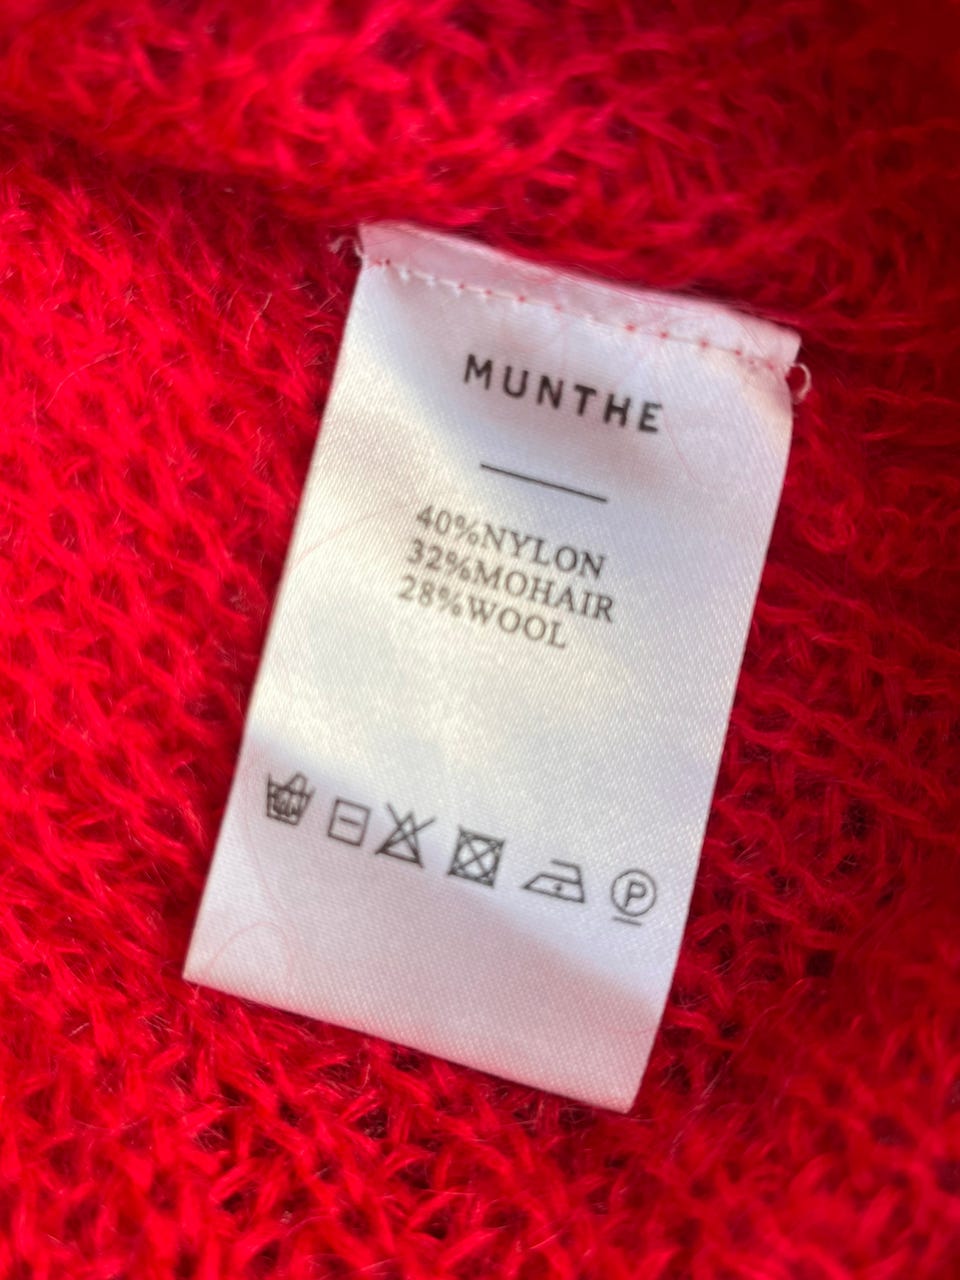 MUNTHE
40%NYLON
32%MOHAIR
28%WOOL
P